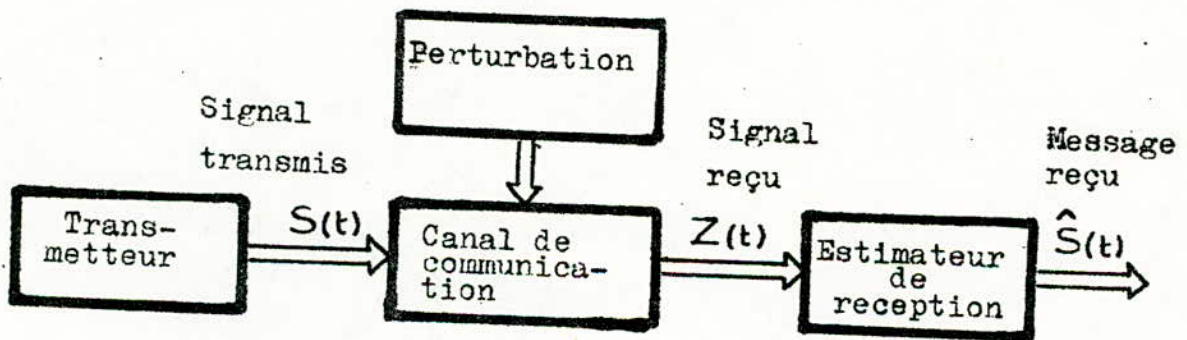 Perturbation
Signal
transmis
Signal
reçu
Message
reçu
Trans-
metteur
S(t)
Canal de
communica-
tion
Z(t)
Estimateur
de
reception
Ŝ(t)